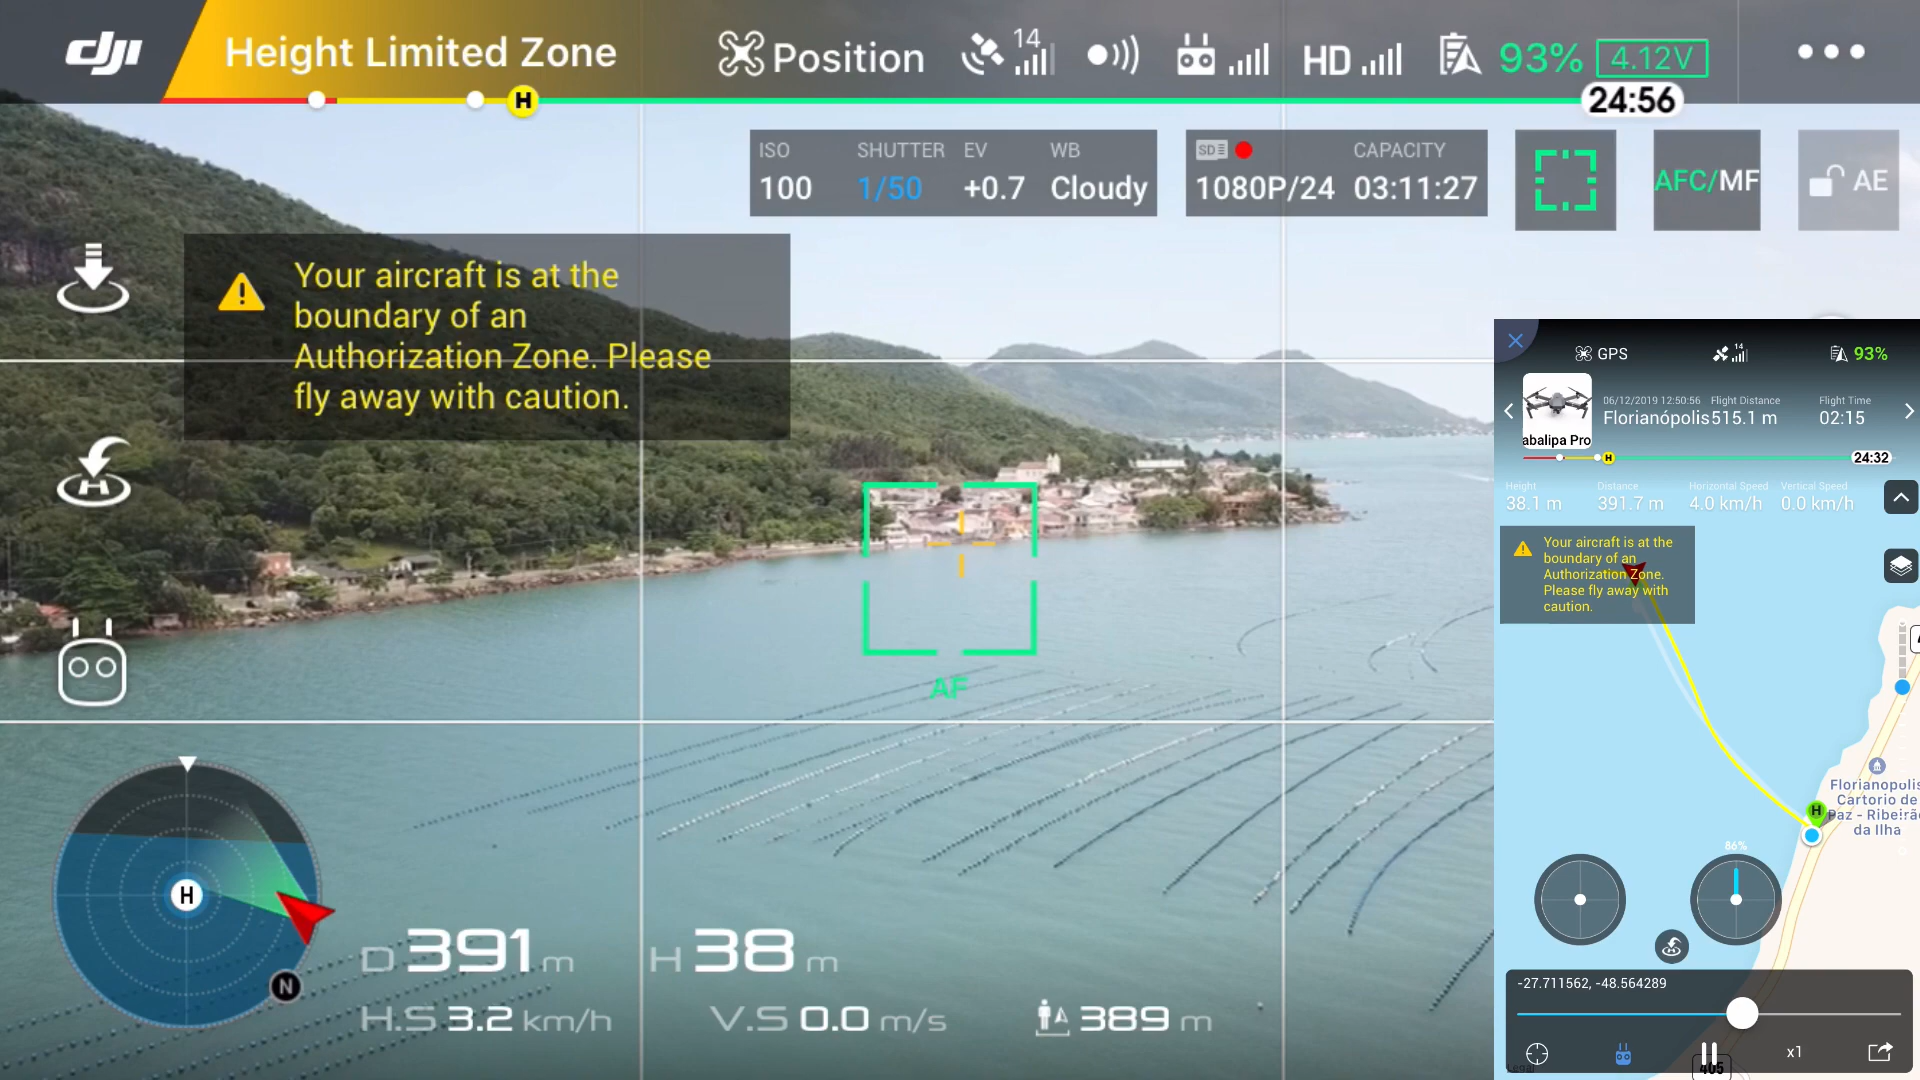 dji
Height Limited Zone
Position
14
HD
93%
4.12V
H
24:56
ISO
100
SHUTTER
1/50
EV
+0.7
WB
Cloudy
SD
1080P/24
CAPACITY
03:11:27
AFC/MF
AE
Your aircraft is at the
boundary of an
Authorization Zone. Please
fly away with caution.
AF
H
N
D 391 m
H 38 m
H.S 3.2 km/h
V.S 0.0 m/s
389 m
GPS
14
93%
abalipa Pro
06/12/2019 12:50:56
Florianópolis
Flight Distance
515.1 m
Flight Time
02:15
H
24:32
Height
38.1 m
Distance
391.7 m
Horizontal Speed
4.0 km/h
Vertical Speed
0.0 km/h
Your aircraft is at the
boundary of an
Authorization Zone.
Please fly away with
caution.
H
Florianopolis
Cartorio de
Paz - Ribeirã
da Ilha
86%
-27.711562, -48.564289
x1
405
Legal